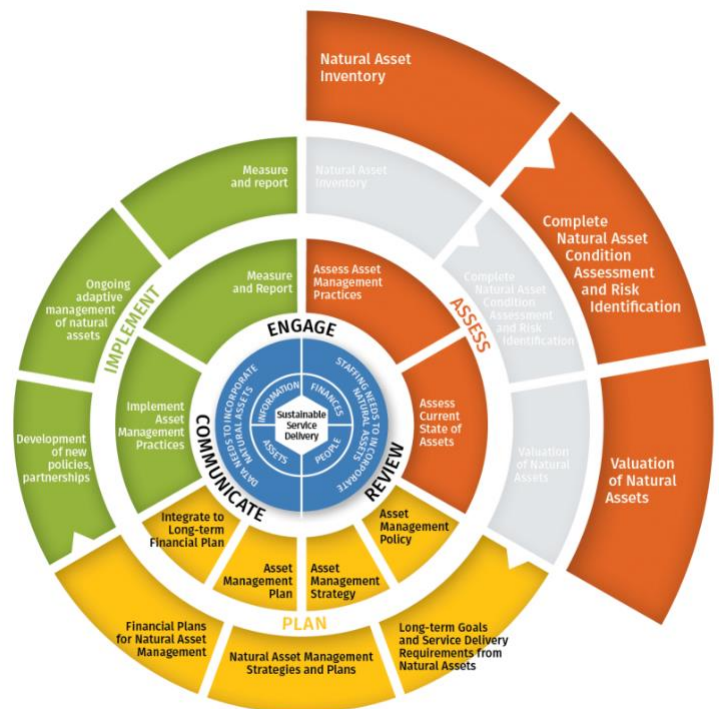 Natural Asset
Inventory
Complete
Natural Asset
Condition
Assessment
and Risk
Identification
Valuation
of Natural
Assets
Natural Asset
Inventory
Complete
Natural Asset
Condition
Assessment
and Risk
Identification
Valuation
of Natural
Assets
Measure
and report
Ongoing
adaptive
management
of natural
assets
Development
of new
policies,
partnerships
IMPLEMENT
ASSESS
PLAN
Measure
and Report
Implement
Asset
Management
Practices
Assess Asset
Management
Practices
Assess
Current
State of
Assets
ENGAGE
COMMUNICATE
REVIEW
DATA NEEDS TO INCORPORATE
NATURAL ASSETS
STAFFING NEEDS TO INCORPORATE
NATURAL ASSETS
INFORMATION
FINANCES
ASSETS
PEOPLE
Sustainable
Service
Delivery
Integrate to
Long-term
Financial Plan
Asset
Management
Plan
Asset
Management
Strategy
Asset
Management
Policy
Financial Plans
for Natural Asset
Management
Natural Asset Management
Strategies and Plans
Long-term Goals
and Service Delivery
Requirements from
Natural Assets